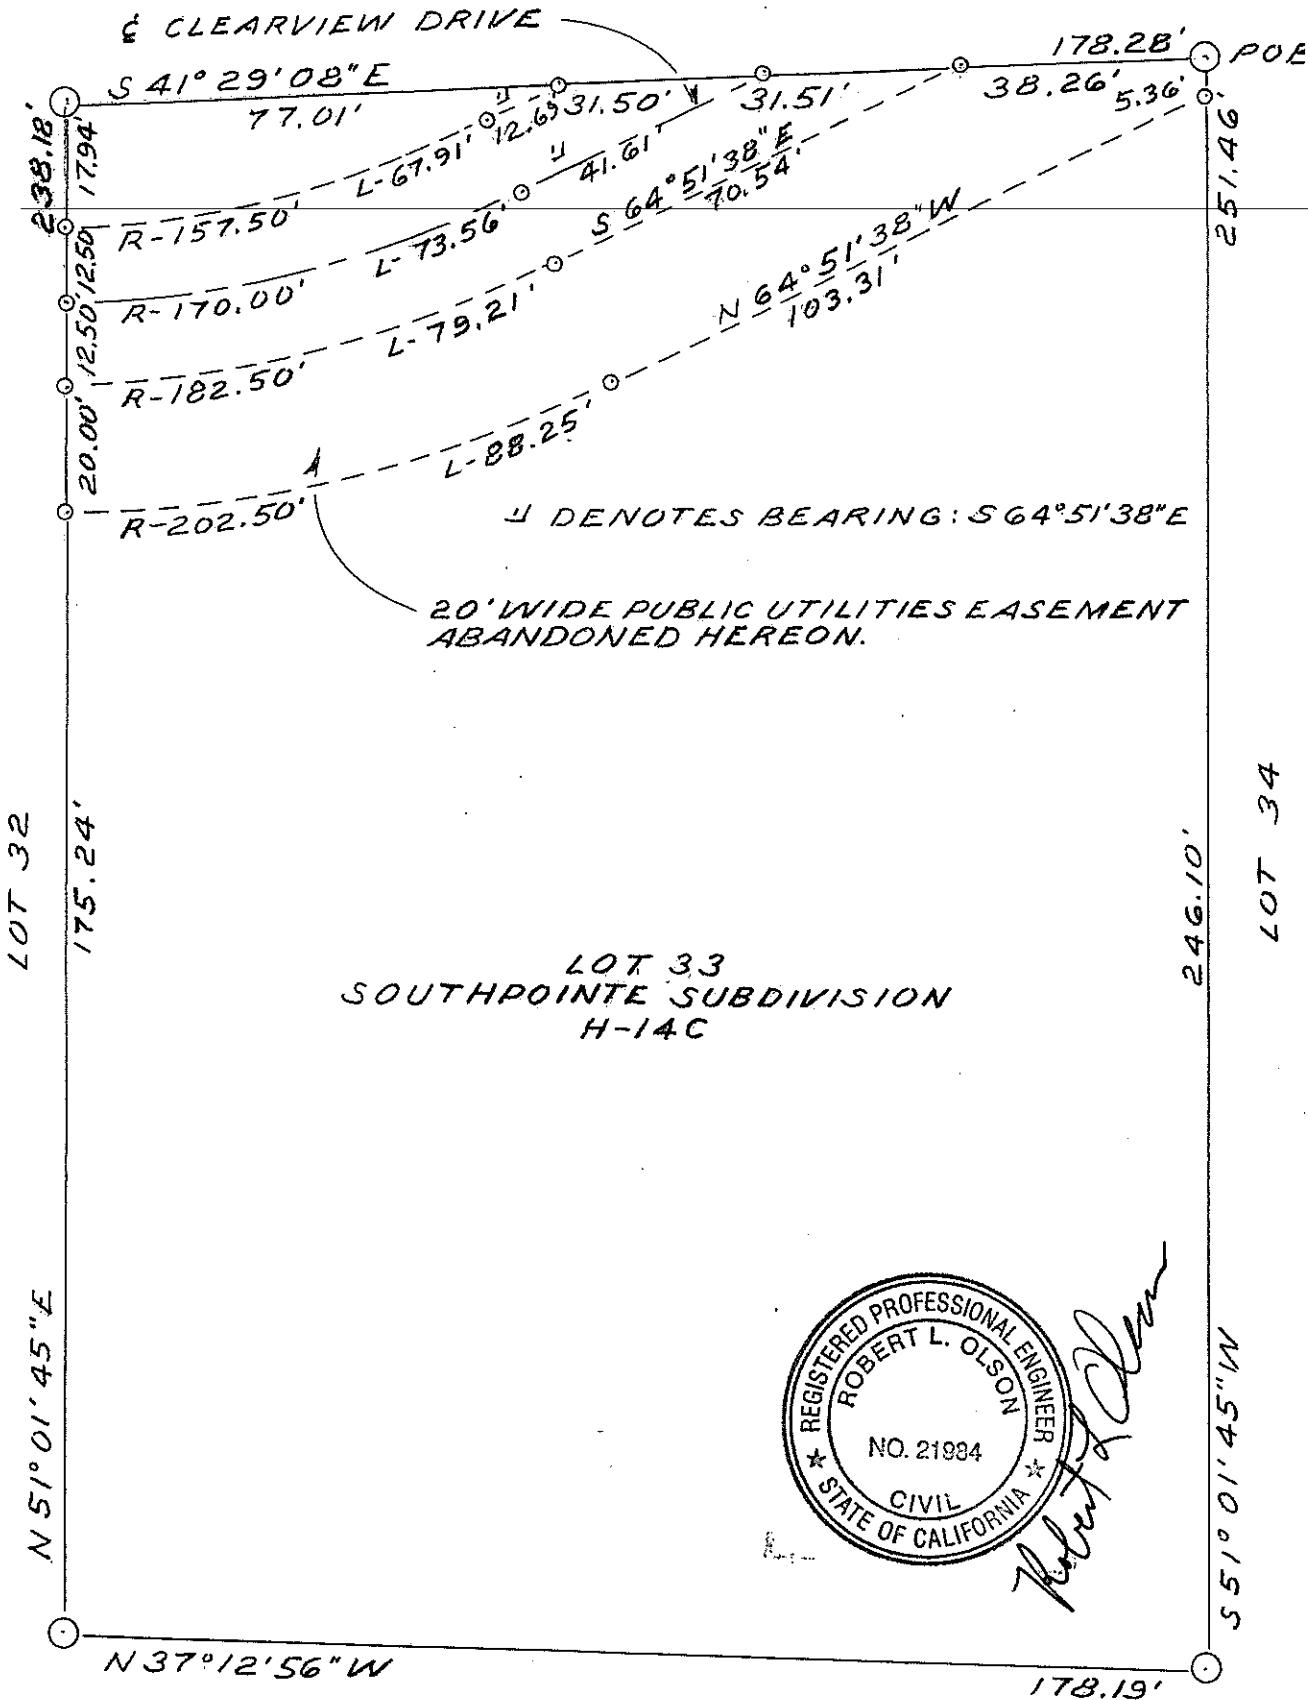 ℄ CLEARVIEW DRIVE
178.28' POB
S 41° 29' 08" E
77.01'
12.69'
31.50'
31.51'
38.26'
5.36'
238.18'
17.94'
251.46'
L-67.91'
41.61'
S 64° 51' 38" E
70.54'
R-157.50'
L-73.56'
12.50'
N 64° 51' 38" W
103.31'
R-170.00'
L-79.21'
12.50'
R-182.50'
20.00'
L-88.25'
R-202.50'
DENOTES BEARING: S 64° 51' 38" E
20' WIDE PUBLIC UTILITIES EASEMENT
ABANDONED HEREON.
LOT 32
175.24'
246.10'
LOT 34
LOT 33
SOUTHPOINTE SUBDIVISION
H-14C
N 51° 01' 45" E
S 51° 01' 45" W
REGISTERED PROFESSIONAL ENGINEER
ROBERT L. OLSON
NO. 21984
CIVIL
STATE OF CALIFORNIA
Robert L Olson
N 37° 12' 56" W
178.19'